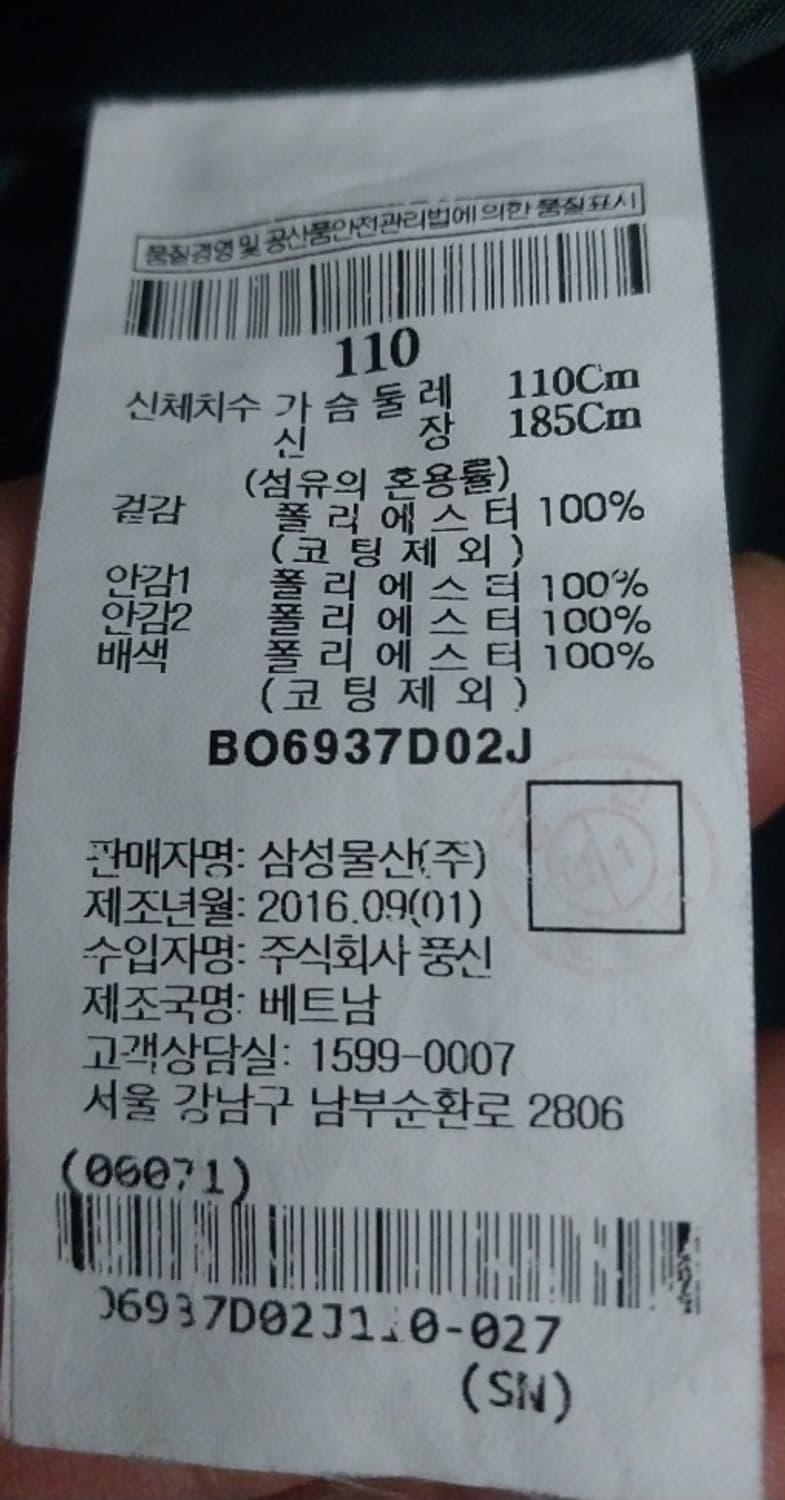 품질경영 및 공산품안전관리법에 의한 품질표시
110
신체치수 가 슴 둘 레 110Cm
신 장 185Cm
(섬유의 혼용률)
겉감 폴 리 에 스 터 100%
(코 팅 제 외)
안감1 폴 리 에 스 터 100%
안감2 폴 리 에 스 터 100%
배색 폴 리 에 스 터 100%
(코 팅 제 외)
BO6937D02J
판매자명: 삼성물산(주)
제조년월: 2016.09(01)
수입자명: 주식회사 풍신
제조국명: 베트남
고객상담실: 1599-0007
서울 강남구 남부순환로 2806
(06071)
O6937D02J110-027
(SN)